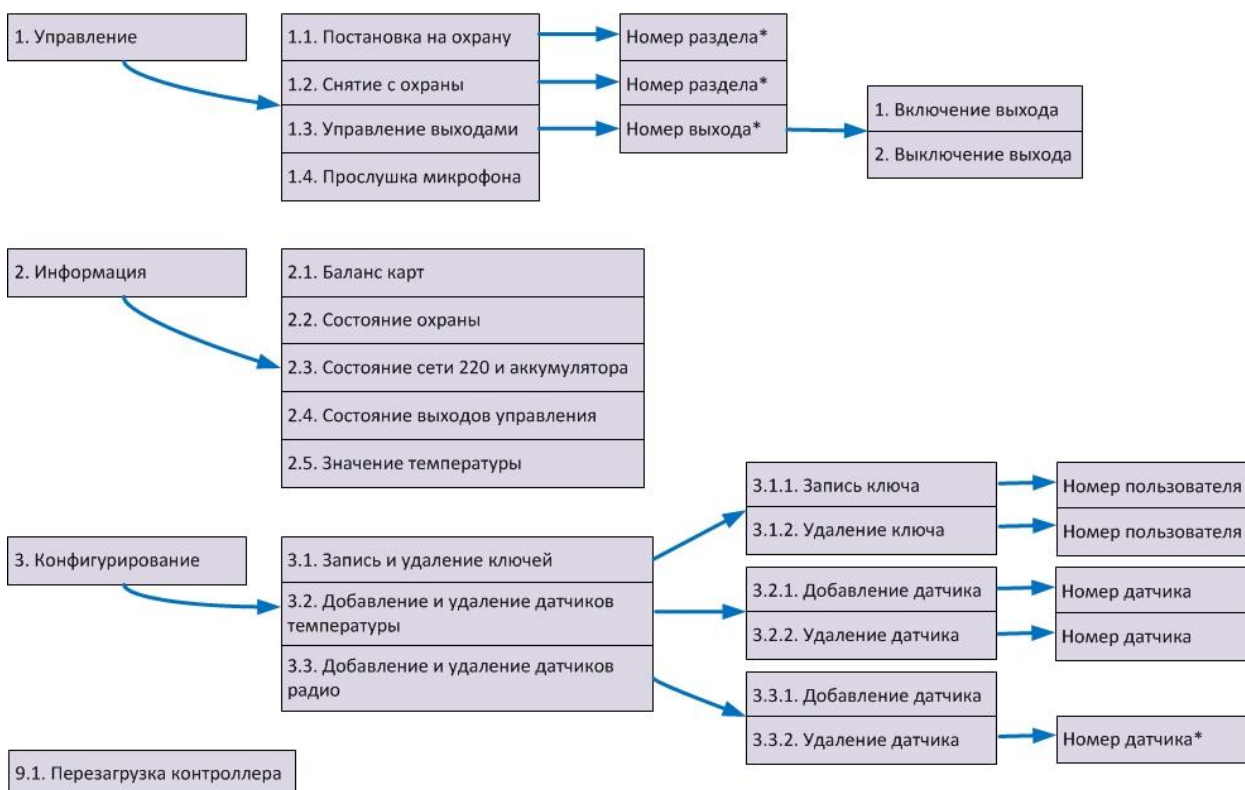 1. Управление
1.1. Постановка на охрану
Номер раздела*
1.2. Снятие с охраны
Номер раздела*
1.3. Управление выходами
Номер выхода*
1. Включение выхода
2. Выключение выхода
1.4. Прослушка микрофона
2. Информация
2.1. Баланс карт
2.2. Состояние охраны
2.3. Состояние сети 220 и аккумулятора
2.4. Состояние выходов управления
2.5. Значение температуры
3. Конфигурирование
3.1. Запись и удаление ключей
3.2. Добавление и удаление датчиков
температуры
3.3. Добавление и удаление датчиков
радио
3.1.1. Запись ключа
Номер пользователя
3.1.2. Удаление ключа
Номер пользователя
3.2.1. Добавление датчика
Номер датчика
3.2.2. Удаление датчика
Номер датчика
3.3.1. Добавление датчика
3.3.2. Удаление датчика
Номер датчика*
9.1. Перезагрузка контроллера